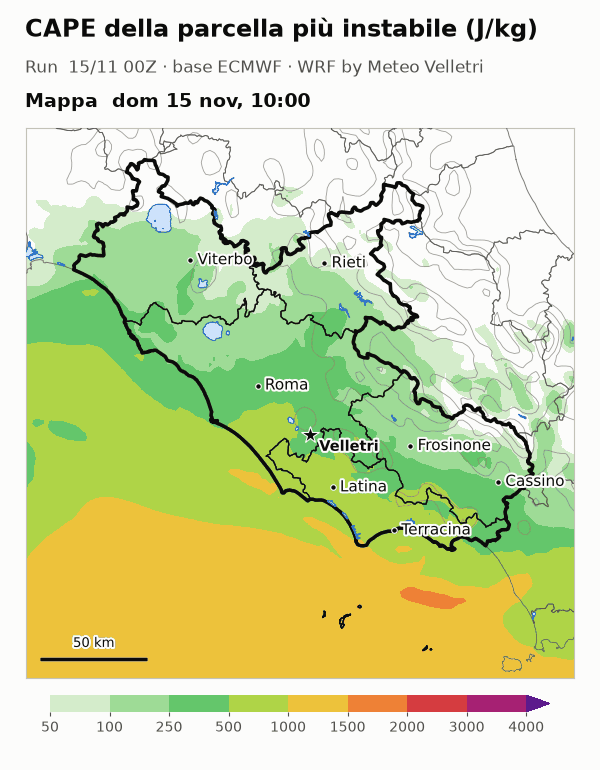 CAPE della parcella più instabile (J/kg)
Run 15/11 00Z · base ECMWF · WRF by Meteo Velletri
Mappa dom 15 nov, 10:00
Viterbo
Rieti
Roma
Velletri
Frosinone
Latina
Cassino
Terracina
50 km
50 100 250 500 1000 1500 2000 3000 4000